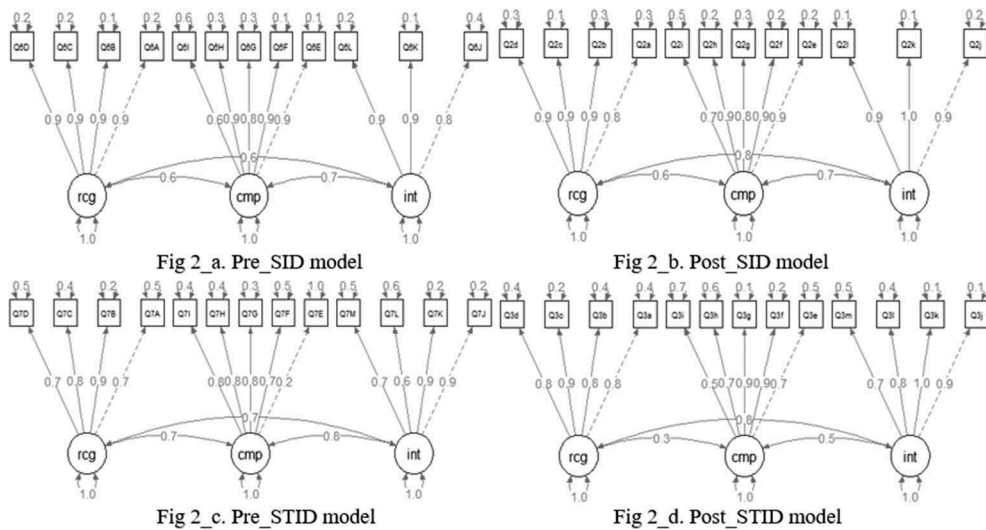 0.2 0.2 0.1 0.2 0.6 0.3 0.4 0.1 0.1 0.2 0.1 0.4
Q6D Q6C Q6B Q6A Q6I Q6H Q6G Q6F Q6E Q6L Q6K Q6J
0.9 0.9 0.9 0.9 0.6 0.9 0.8 0.9 0.9 0.9 0.9 0.8
0.6
0.6 0.7
rcg cmp int
1.0 1.0 1.0
Fig 2_a. Pre_SID model
0.3 0.1 0.3 0.3 0.5 0.2 0.3 0.2 0.2 0.1 0.1 0.2
Q2d Q2c Q2b Q2a Q2i Q2h Q2g Q2f Q2e Q2l Q2k Q2j
0.9 0.9 0.9 0.8 0.7 0.9 0.8 0.9 0.9 0.9 1.0 0.9
0.8
0.6 0.7
rcg cmp int
1.0 1.0 1.0
Fig 2_b. Post_SID model
0.5 0.4 0.2 0.5 0.4 0.4 0.3 0.5 1.0 0.5 0.6 0.2 0.2
Q7D Q7C Q7B Q7A Q7I Q7H Q7G Q7F Q7E Q7M Q7L Q7K Q7J
0.7 0.8 0.9 0.7 0.8 0.8 0.8 0.7 0.2 0.7 0.6 0.9 0.9
0.7
0.7 0.8
rcg cmp int
1.0 1.0 1.0
Fig 2_c. Pre_STID model
0.4 0.2 0.4 0.4 0.7 0.6 0.1 0.2 0.5 0.5 0.4 0.1 0.1
Q3d Q3c Q3b Q3a Q3i Q3h Q3g Q3f Q3e Q3m Q3l Q3k Q3j
0.8 0.9 0.8 0.8 0.5 0.7 0.9 0.9 0.7 0.7 0.8 1.0 0.9
0.8
0.3 0.5
rcg cmp int
1.0 1.0 1.0
Fig 2_d. Post_STID model